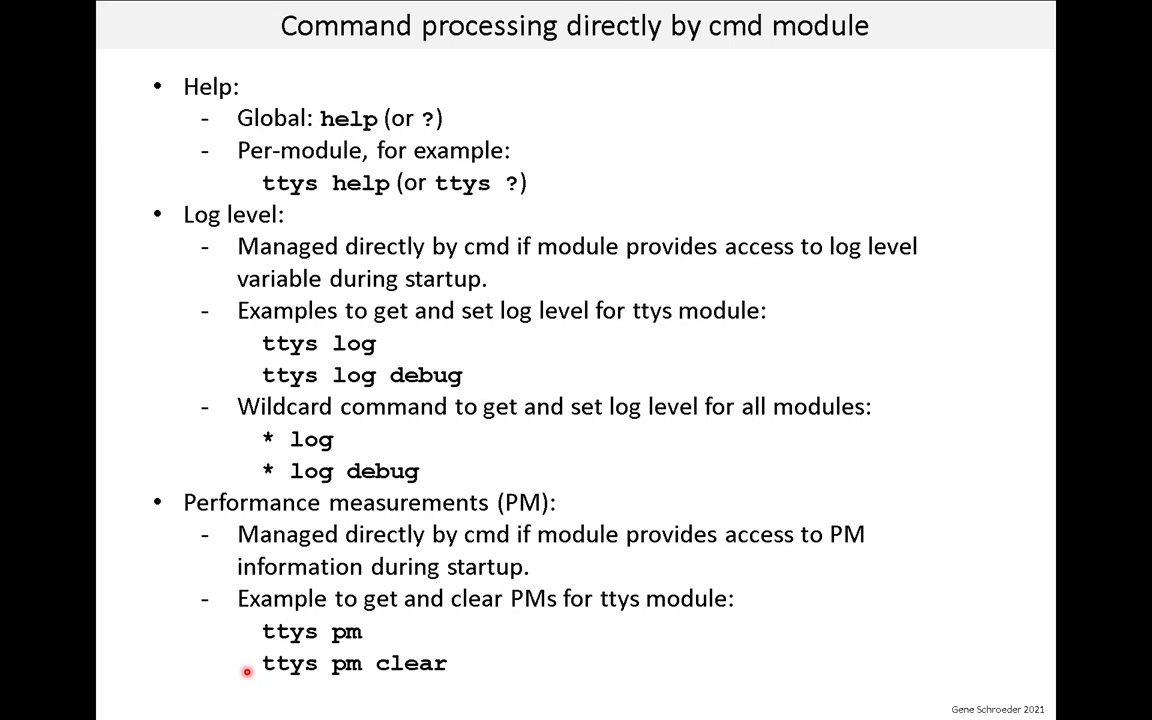 Command processing directly by cmd module
• Help:
- Global: help (or ?)
- Per-module, for example:
ttys help (or ttys ?)
• Log level:
- Managed directly by cmd if module provides access to log level
variable during startup.
- Examples to get and set log level for ttys module:
ttys log
ttys log debug
- Wildcard command to get and set log level for all modules:
* log
* log debug
• Performance measurements (PM):
- Managed directly by cmd if module provides access to PM
information during startup.
- Example to get and clear PMs for ttys module:
ttys pm
ttys pm clear
Gene Schroeder 2021